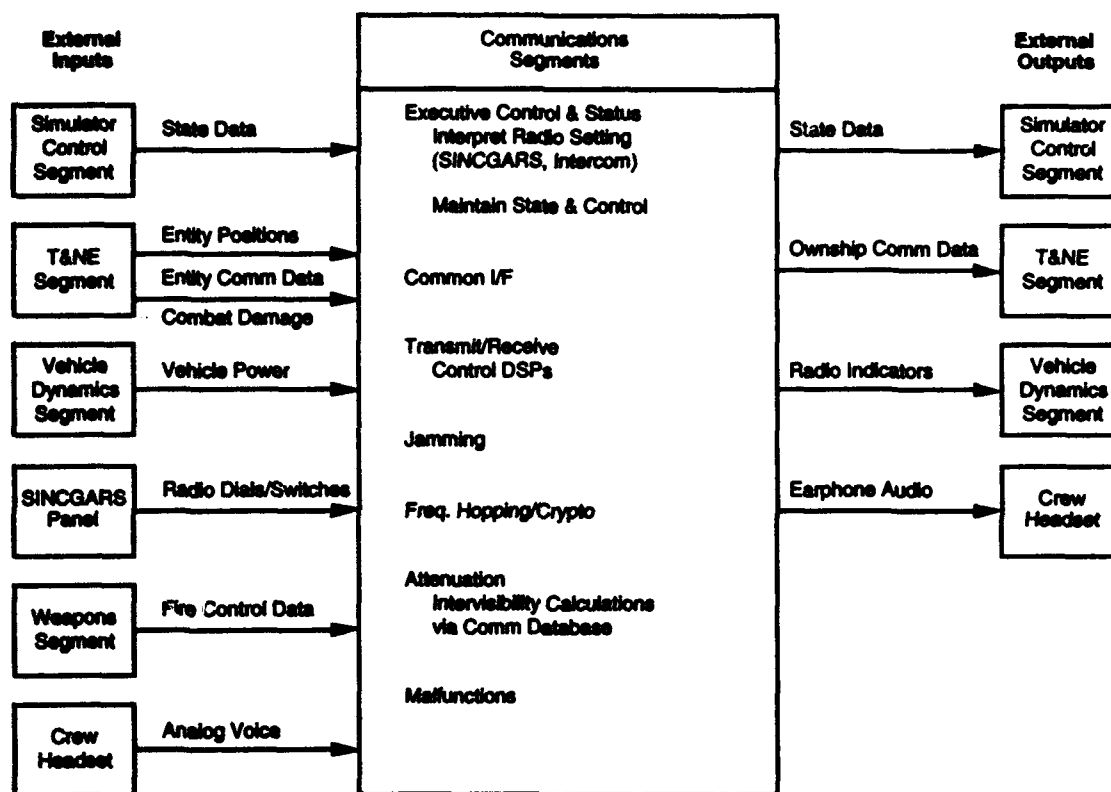 External
Inputs
Simulator
Control
Segment
State Data
T&NE
Segment
Entity Positions
Entity Comm Data
Combat Damage
Vehicle
Dynamics
Segment
Vehicle Power
SINCGARS
Panel
Radio Dials/Switches
Weapons
Segment
Fire Control Data
Crew
Headset
Analog Voice
Communications
Segments
Executive Control & Status
Interpret Radio Setting
(SINCGARS, Intercom)
Maintain State & Control
Common I/F
Transmit/Receive
Control DSPs
Jamming
Freq. Hopping/Crypto
Attenuation
Intervisibility Calculations
via Comm Database
Malfunctions
External
Outputs
State Data
Simulator
Control
Segment
Ownship Comm Data
T&NE
Segment
Radio Indicators
Vehicle
Dynamics
Segment
Earphone Audio
Crew
Headset